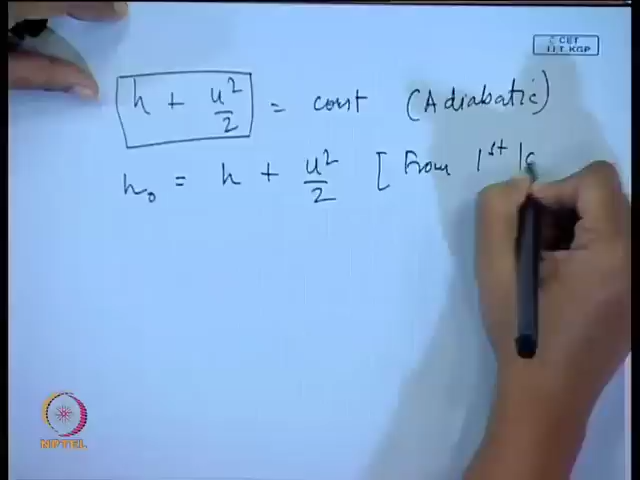 © CET
I.I.T. KGP
h + u²/2 = const (Adiabatic)
h₀ = h + u²/2 [From 1st la
NPTEL